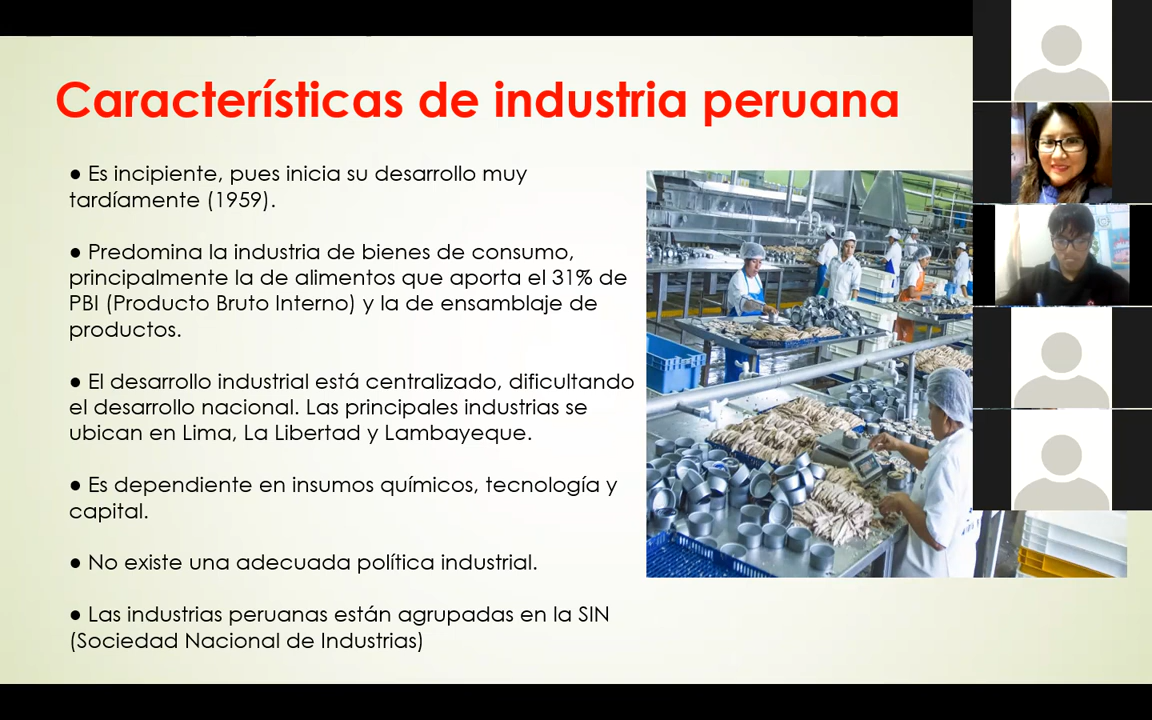 Características de industria peruana
● Es incipiente, pues inicia su desarrollo muy
tardíamente (1959).
● Predomina la industria de bienes de consumo,
principalmente la de alimentos que aporta el 31% de
PBI (Producto Bruto Interno) y la de ensamblaje de
productos.
● El desarrollo industrial está centralizado, dificultando
el desarrollo nacional. Las principales industrias se
ubican en Lima, La Libertad y Lambayeque.
● Es dependiente en insumos químicos, tecnología y
capital.
● No existe una adecuada política industrial.
● Las industrias peruanas están agrupadas en la SIN
(Sociedad Nacional de Industrias)